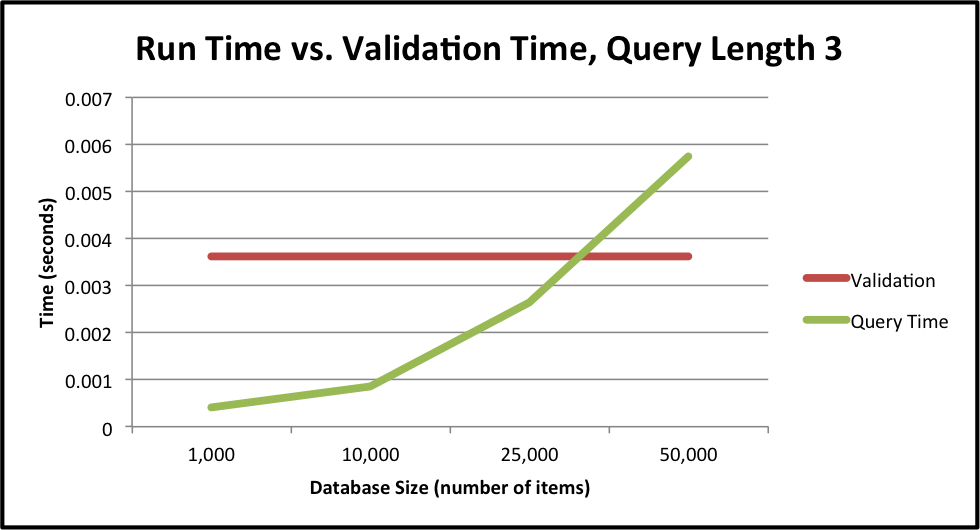 Run Time vs. Validation Time, Query Length 3
0.007
0.006
0.005
0.004
0.003
0.002
0.001
0
Time (seconds)
1,000 10,000 25,000 50,000
Database Size (number of items)
Validation
Query Time